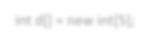 int d[] = new int[5];